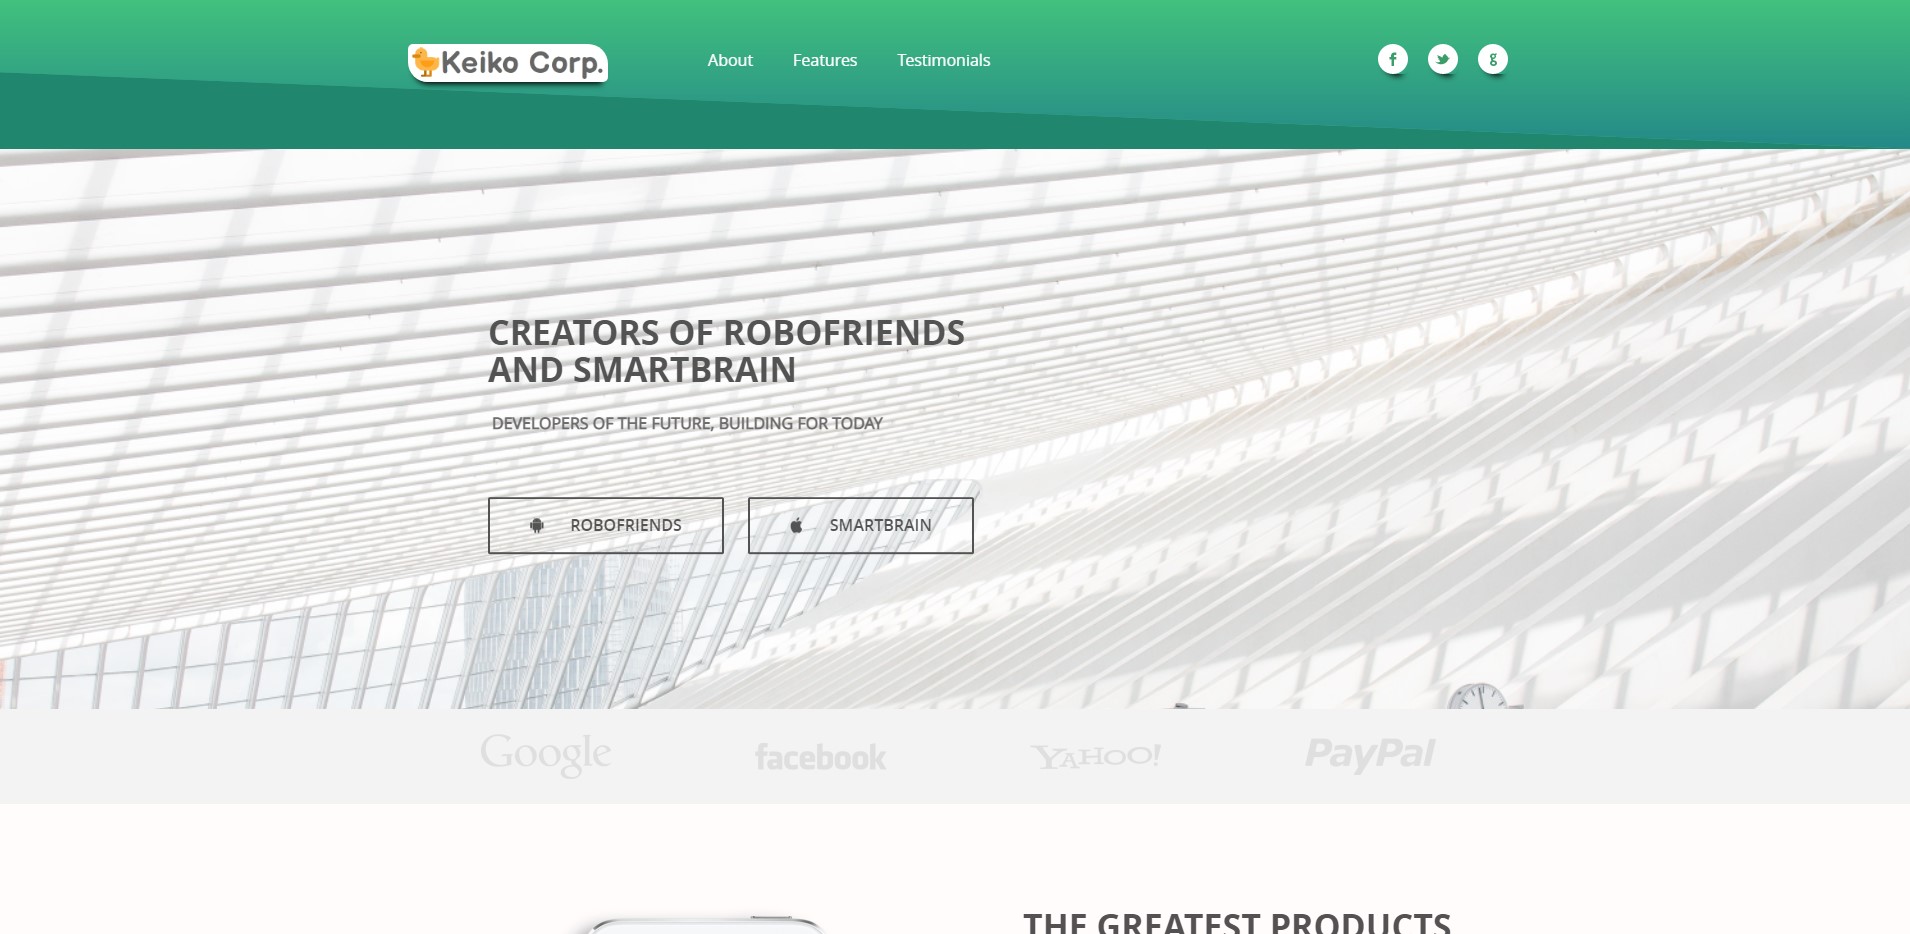 Keiko Corp.
About
Features
Testimonials
CREATORS OF ROBOFRIENDS
AND SMARTBRAIN
DEVELOPERS OF THE FUTURE, BUILDING FOR TODAY
ROBOFRIENDS
SMARTBRAIN
Google
facebook
YAHOO!
PayPal
THE GREATEST PRODUCTS